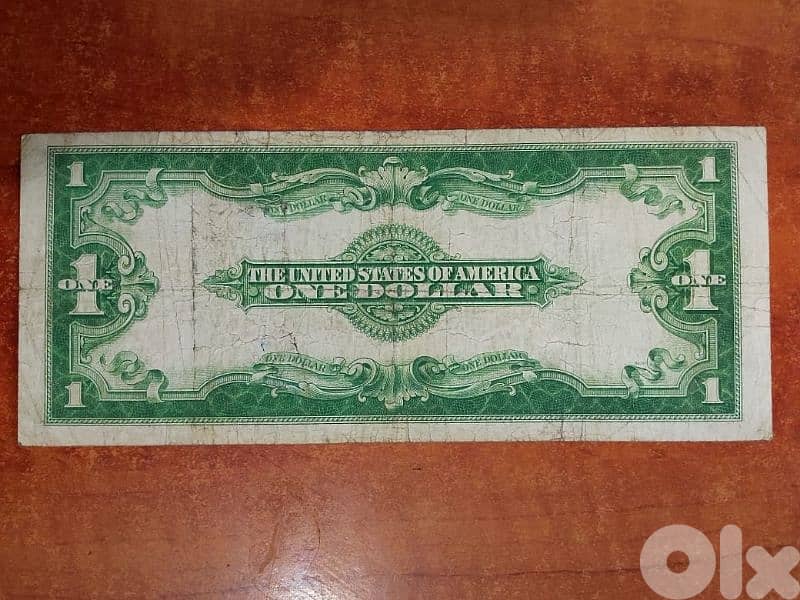 1 1
ONE DOLLAR ONE DOLLAR
ONE 1 THE UNITED STATES OF AMERICA ONE 1
ONE DOLLAR
ONE DOLLAR ONE DOLLAR
1 1
Olx